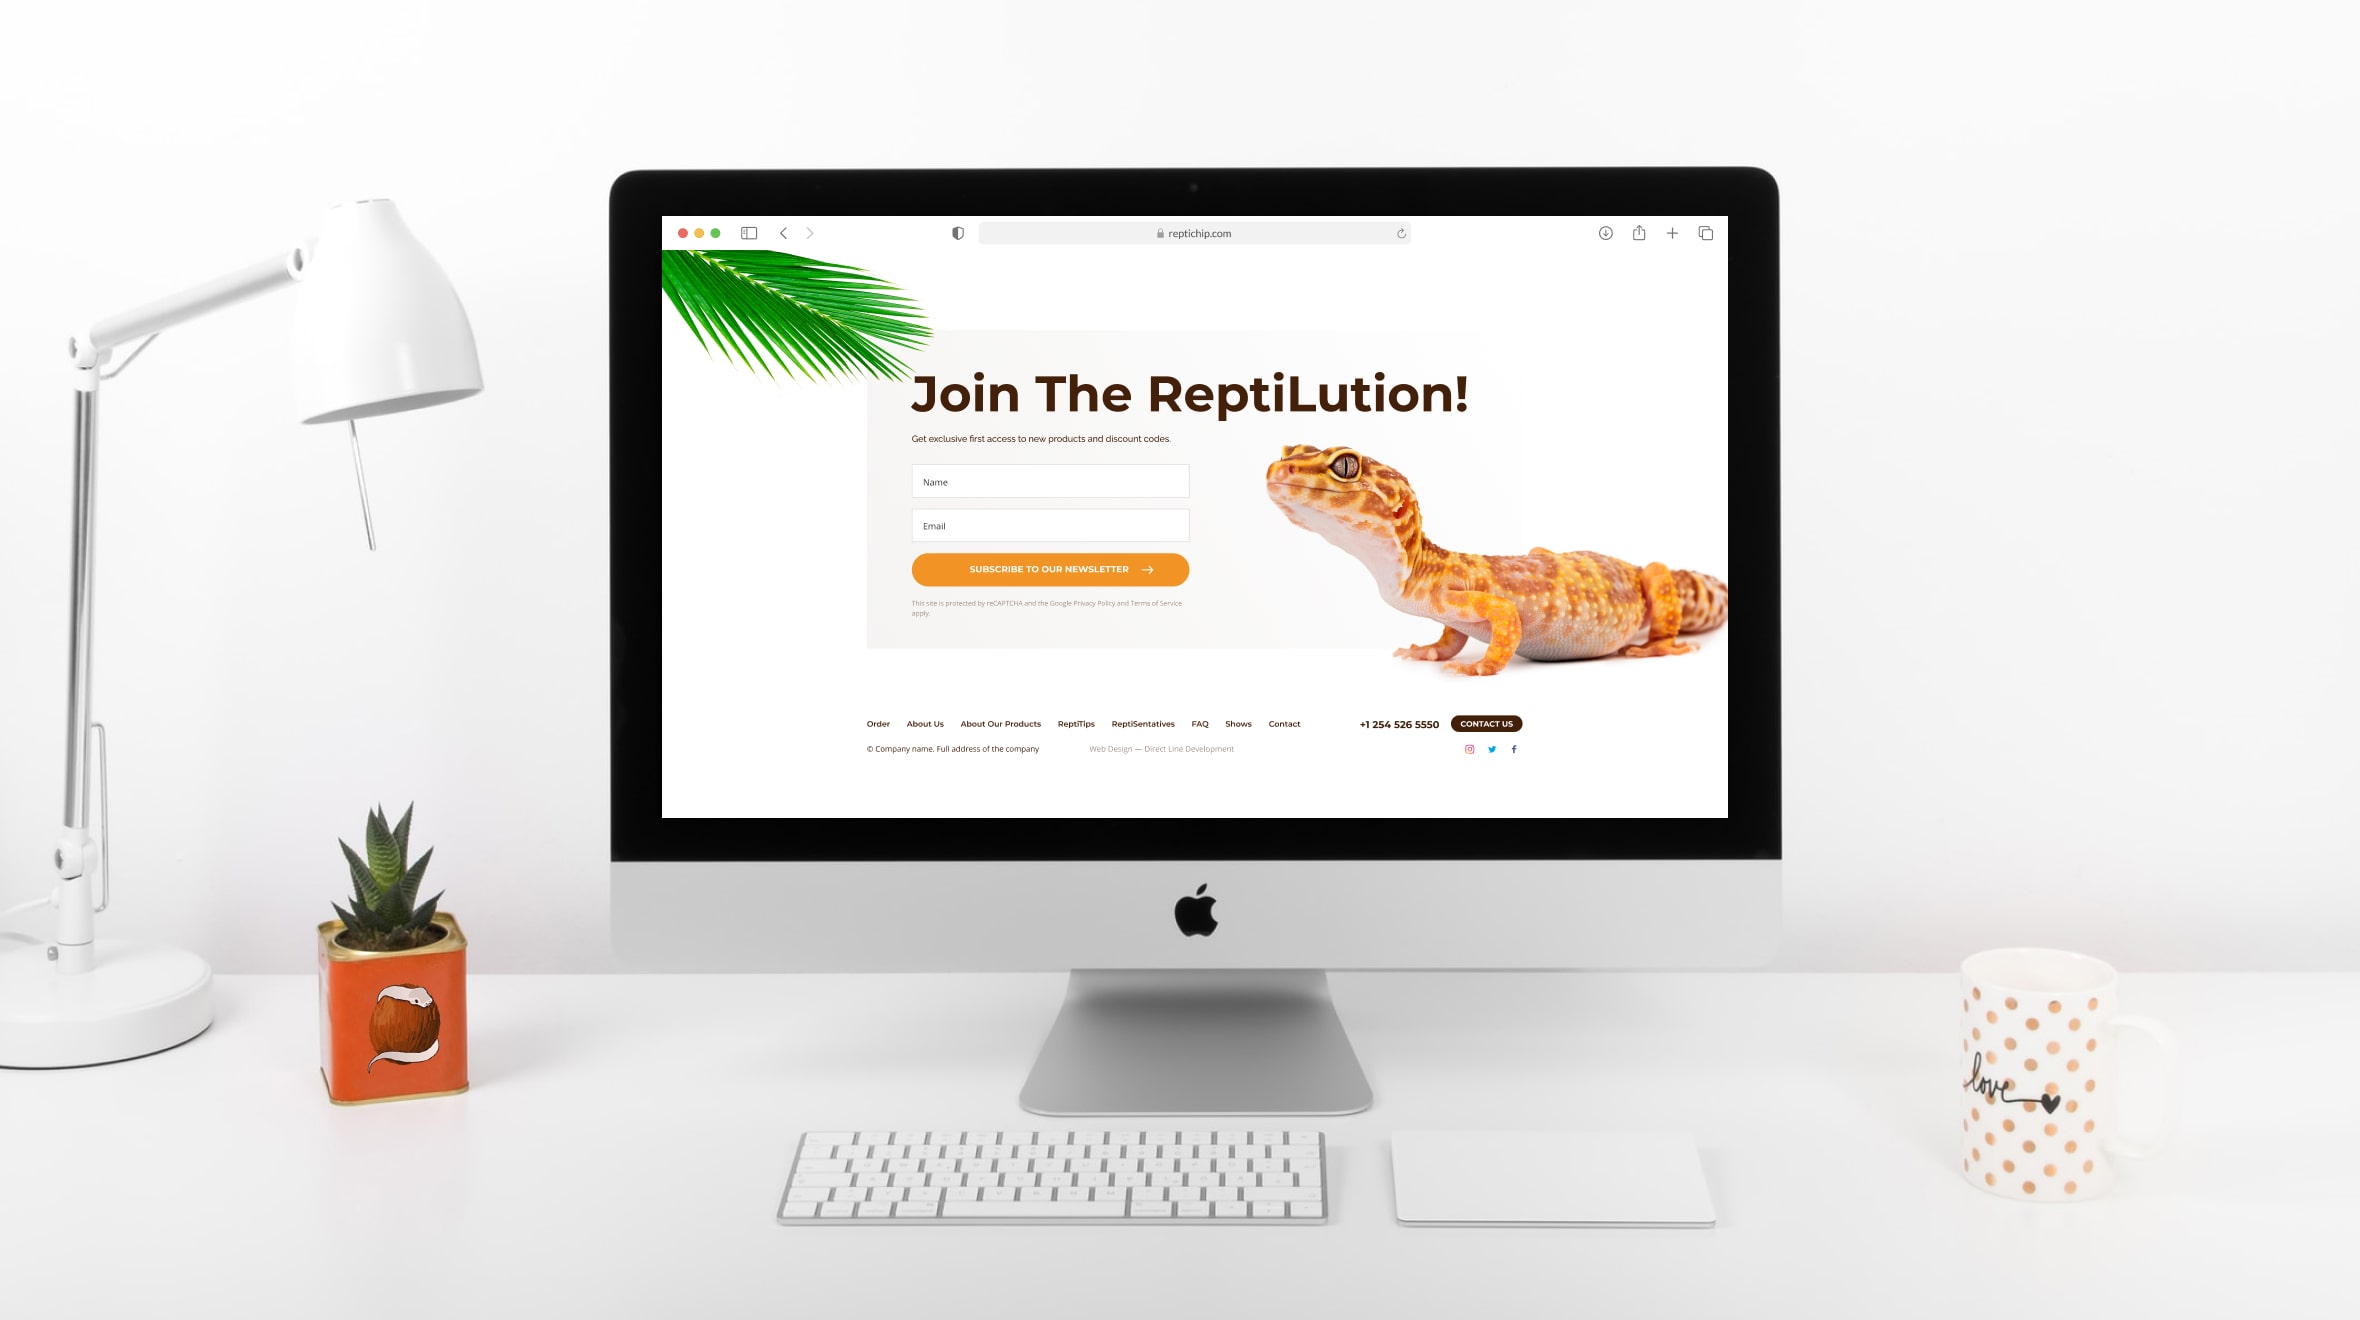 reptichip.com
Join The ReptiLution!
Get exclusive first access to new products and discount codes.
Name
Email
SUBSCRIBE TO OUR NEWSLETTER
This site is protected by reCAPTCHA and the Google Privacy Policy and Terms of Service
apply.
Order About Us About Our Products ReptiTips ReptiSentatives FAQ Shows Contact +1 254 526 5550 CONTACT US
© Company name. Full address of the company Web Design — Direct Line Development
love